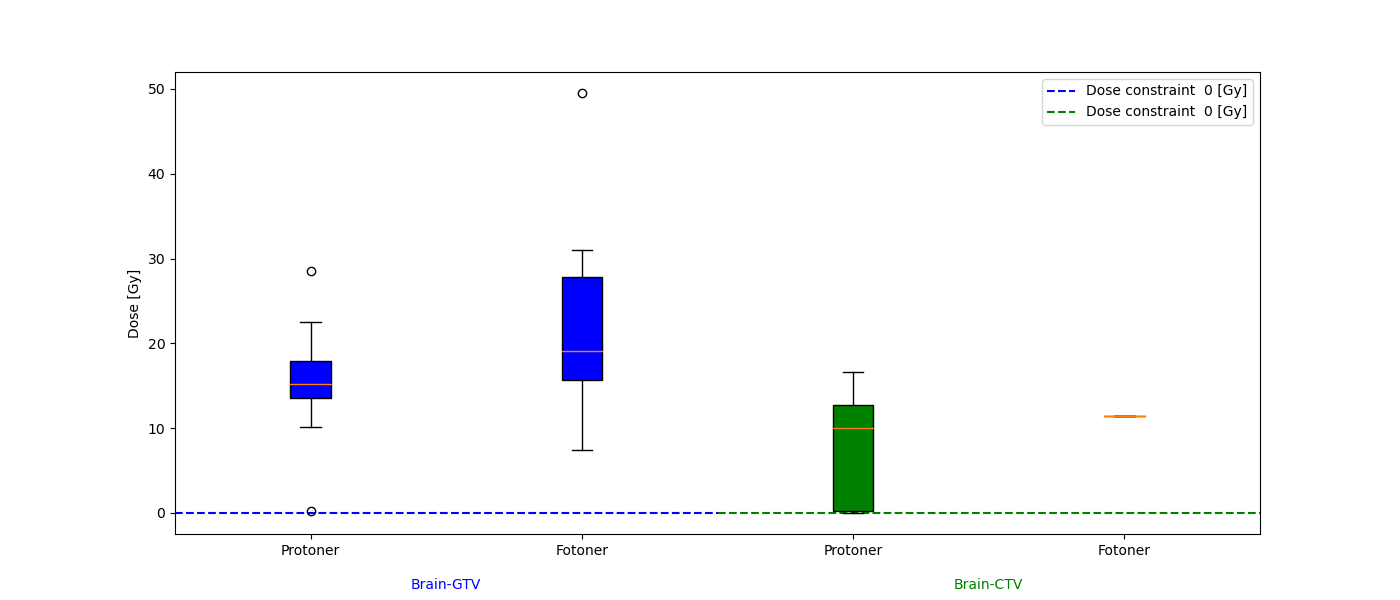 Dose constraint  0 [Gy]
Dose constraint  0 [Gy]
Dose [Gy]
50
40
30
20
10
0
Protoner
Fotoner
Protoner
Fotoner
Brain-GTV
Brain-CTV